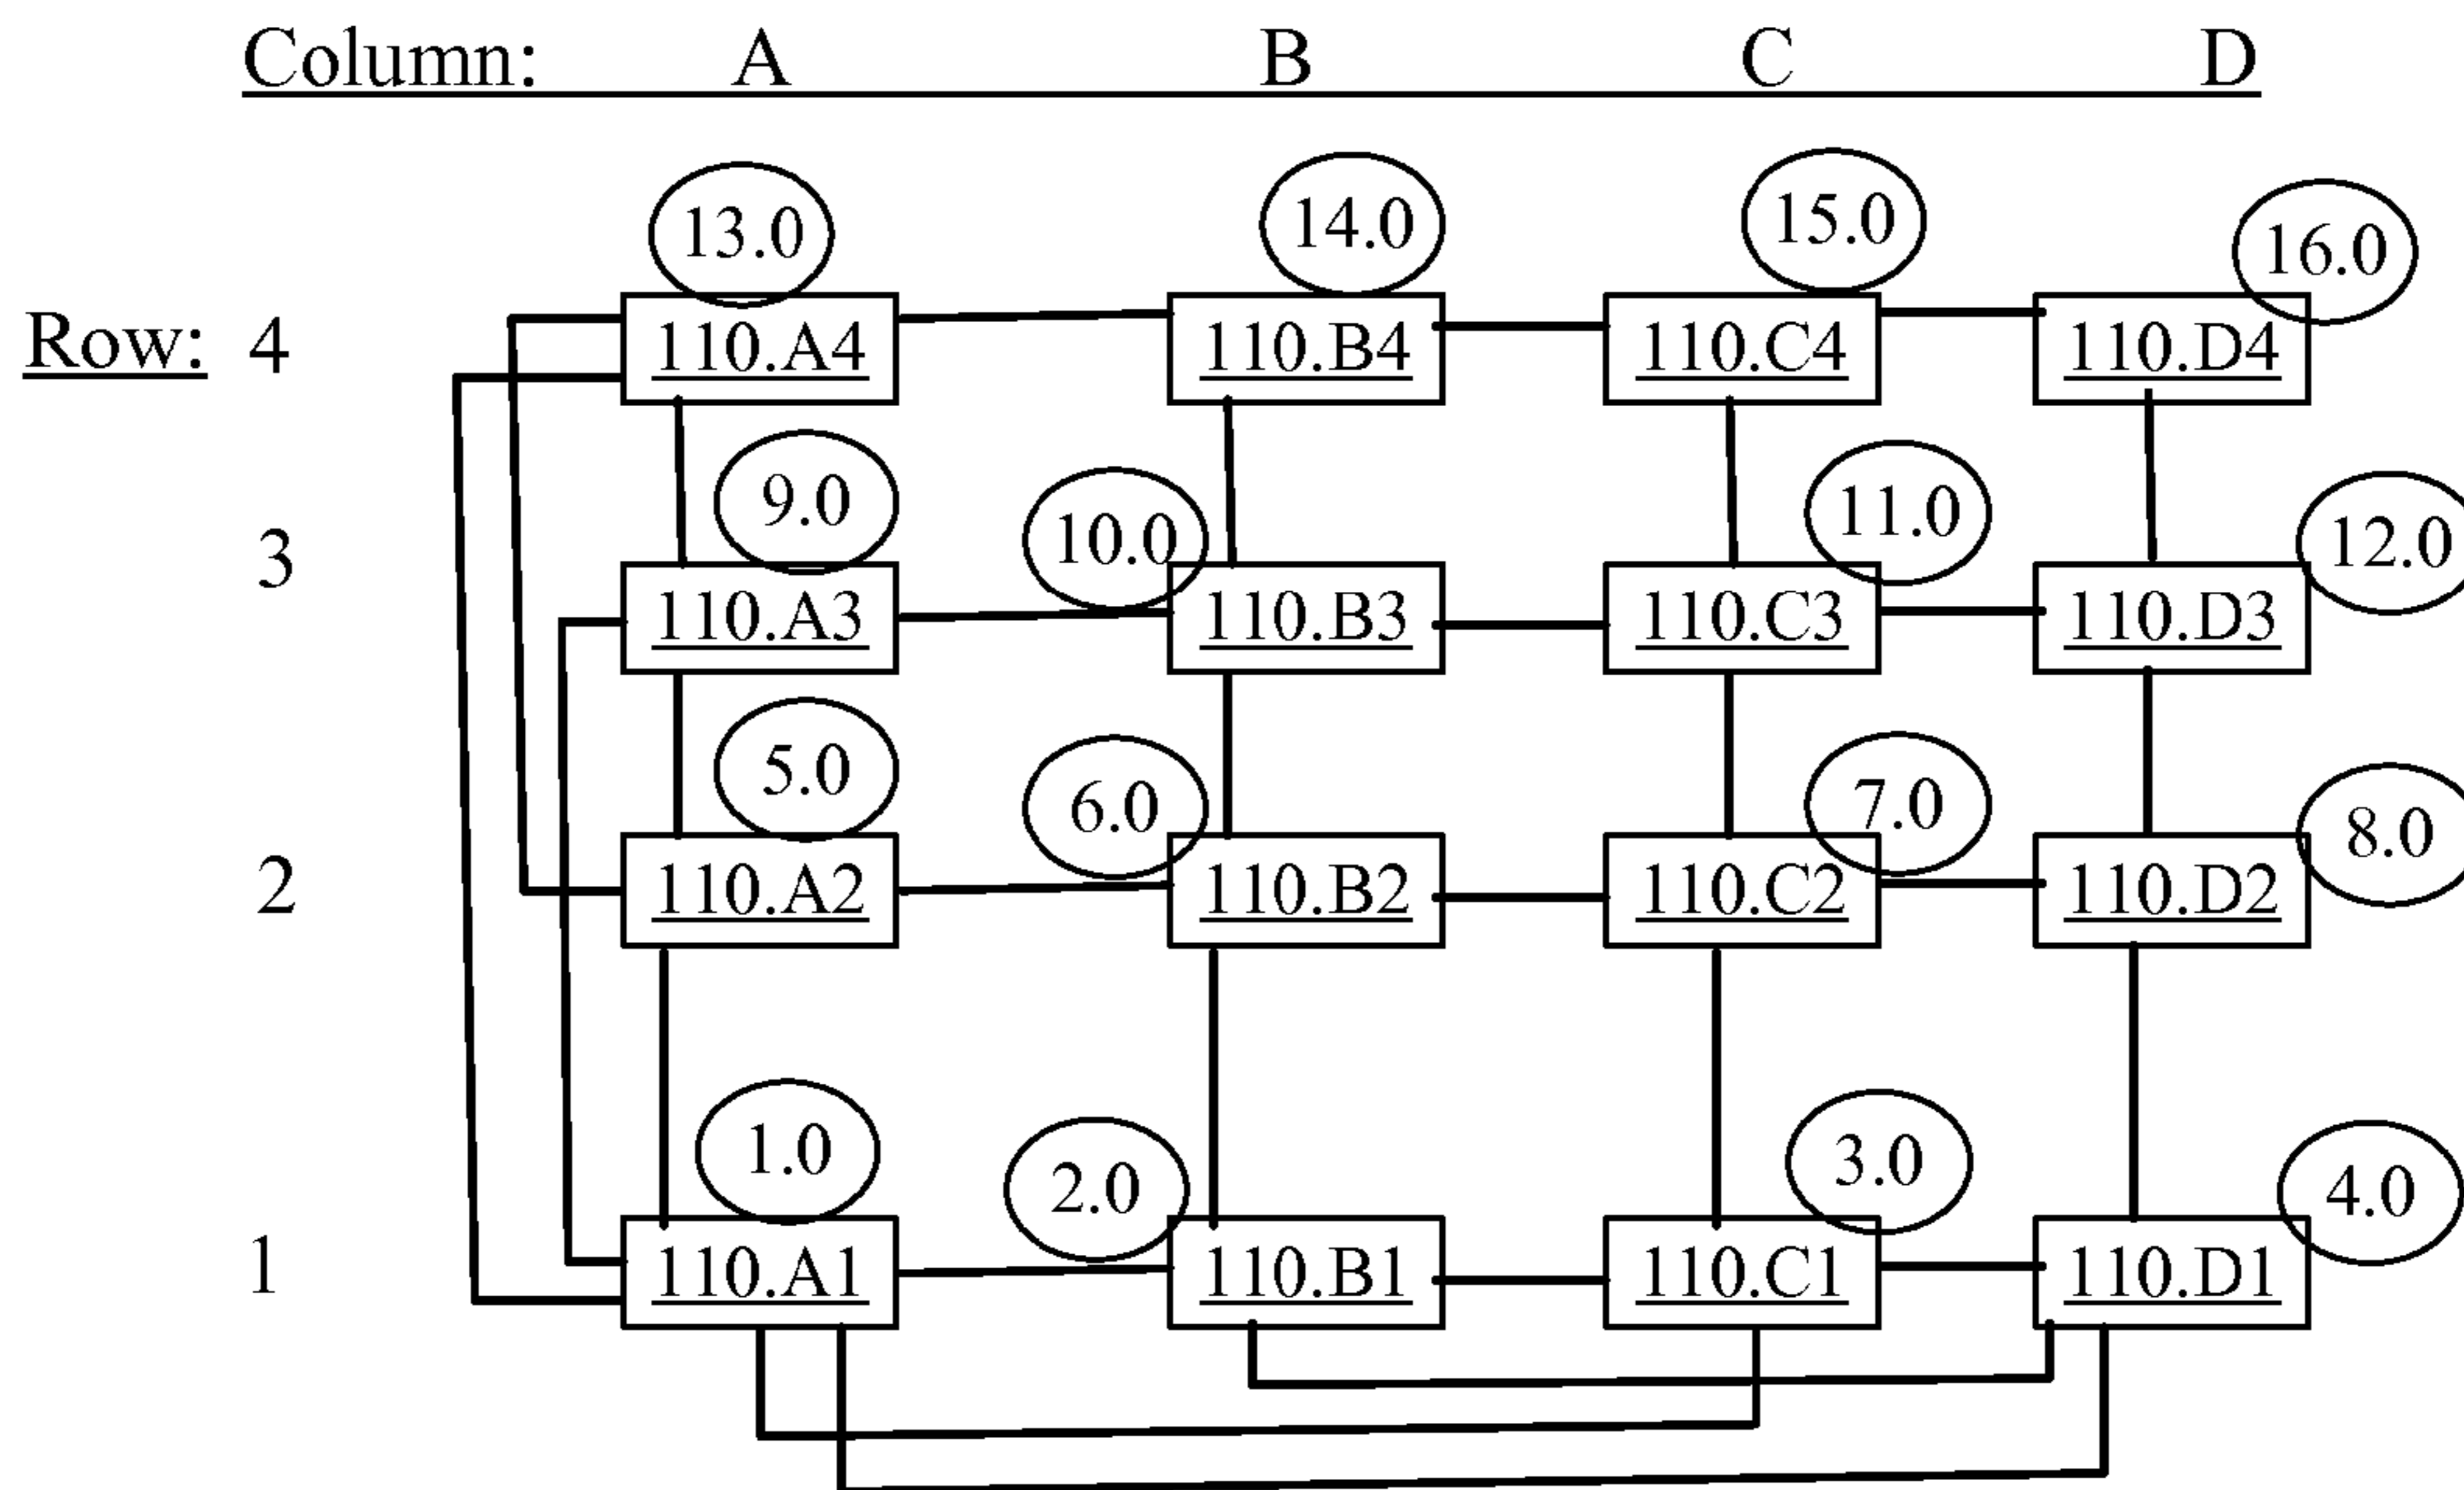 Column: A B C D
13.0 14.0 15.0 16.0
Row: 4 110.A4 110.B4 110.C4 110.D4
9.0 10.0 11.0 12.0
3 110.A3 110.B3 110.C3 110.D3
5.0 6.0 7.0 8.0
2 110.A2 110.B2 110.C2 110.D2
1.0 2.0 3.0 4.0
1 110.A1 110.B1 110.C1 110.D1